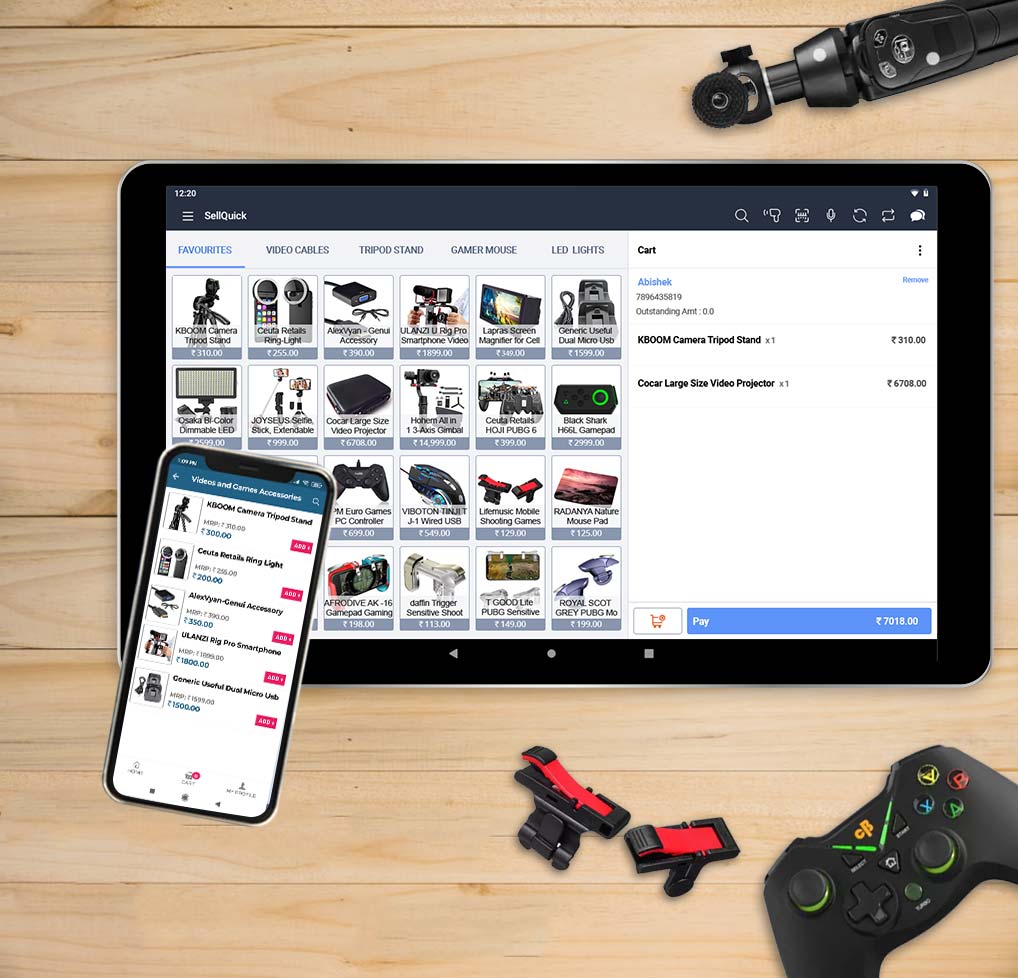 12:20
SellQuick
FAVOURITES
VIDEO CABLES
TRIPOD STAND
GAMER MOUSE
LED LIGHTS
KBOOM Camera
Tripod Stand
₹ 310.00
Ceuta Retails
Ring-Light
₹ 255.00
AlexVyan - Genui
Accessory
₹ 390.00
ULANZI U Rig Pro
Smartphone Video
₹ 1899.00
Lapras Screen
Magnifier for Cell
₹ 349.00
Generic Useful
Dual Micro Usb
₹ 1599.00
Osaka Bi-Color
Dimmable LED
₹ 2599.00
JOYSEUS Selfie,
Stick, Extendable
₹ 999.00
Cocar Large Size
Video Projector
₹ 6708.00
Hohem All in
1 3-Axis Gimbal
₹ 14,999.00
Ceuta Retails
HOJI PUBG 6
₹ 399.00
Black Shark
H66L Gamepad
₹ 2999.00
PM Euro Games
PC Controller
₹ 699.00
VIBOTON TINJI T
J-1 Wired USB
₹ 549.00
Lifemusic Mobile
Shooting Games
₹ 129.00
RADANYA Nature
Mouse Pad
₹ 125.00
AFRODIVE AK -16
Gamepad Gaming
₹ 198.00
daffin Trigger
Sensitive Shoot
₹ 113.00
T GOOD Lite
PUBG Sensitive
₹ 149.00
ROYAL SCOT
GREY PUBG Mo
₹ 199.00
Cart
Abishek
Remove
7896435819
Outstanding Amt : 0.0
KBOOM Camera Tripod Stand x 1
₹ 310.00
Cocar Large Size Video Projector x 1
₹ 6708.00
Pay
₹ 7018.00
1:09 PM
Videos and Games Accessories
KBOOM Camera Tripod Stand
MRP: ₹ 310.00
₹ 300.00
ADD +
Ceuta Retails Ring Light
MRP: ₹ 255.00
₹ 200.00
ADD +
AlexVyan-Genui Accessory
MRP: ₹ 390.00
₹ 350.00
ADD +
ULANZI Rig Pro Smartphone
MRP: ₹ 1899.00
₹ 1800.00
ADD +
Generic Useful Dual Micro Usb
MRP: ₹ 1599.00
₹ 1500.00
ADD +
HOME
CART
MY PROFILE
Y
B
X
A
CB
START
SELECT
TURBO